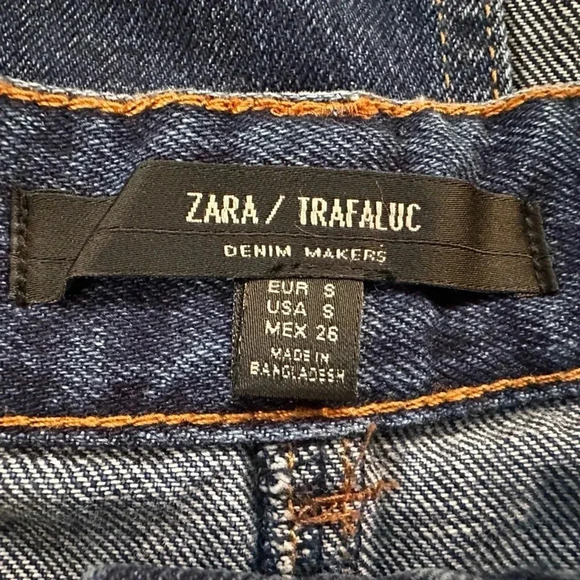 ZARA / TRAFALUC
DENIM MAKERS
EUR S
USA S
MEX 26
MADE IN
BANGLADESH